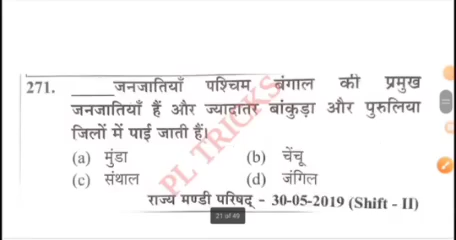 271. _____जनजातियाँ पश्चिम बंगाल की प्रमुख
जनजातियाँ हैं और ज्यादातर बांकुड़ा और पुरुलिया
जिलों में पाई जाती हैं।
(a) मुंडा (b) चेंचू
(c) संथाल (d) जंगिल
राज्य मण्डी परिषद् - 30-05-2019 (Shift - II)
PL TRICKS
21 of 49